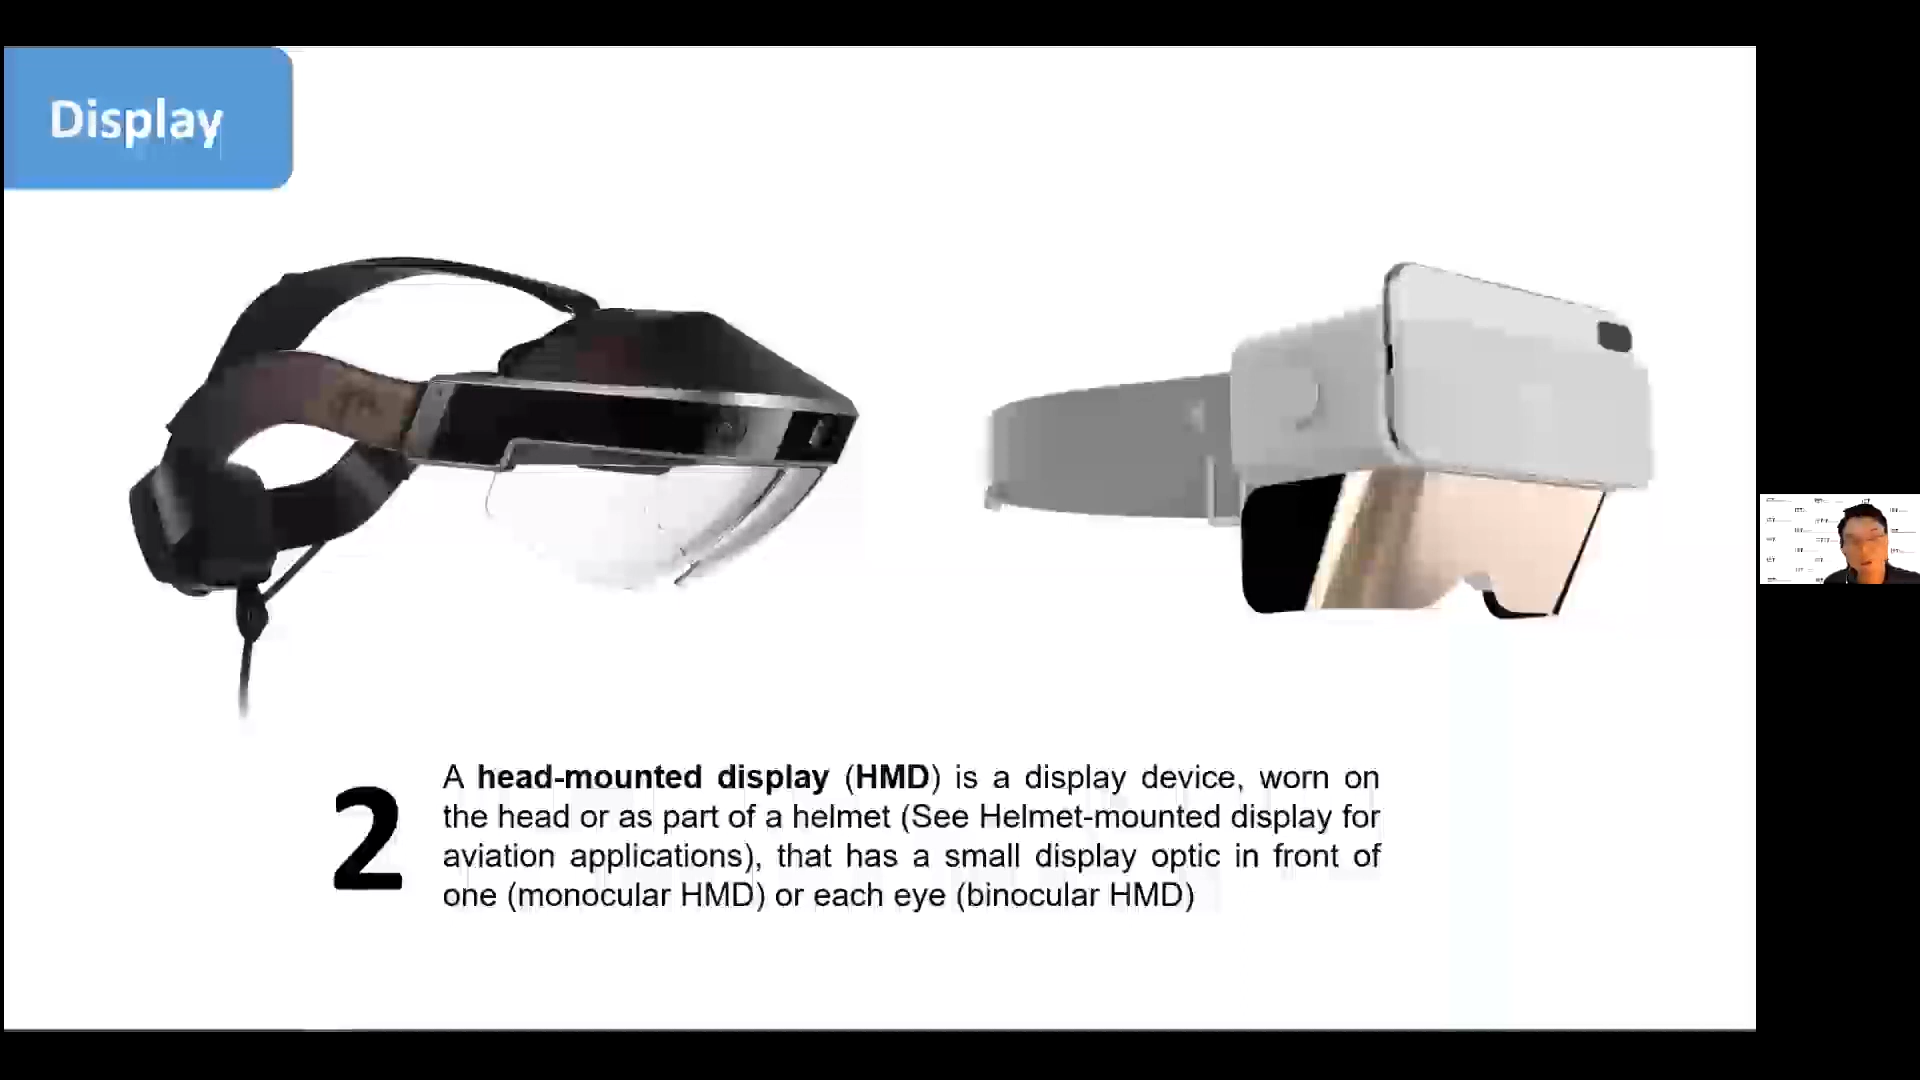 Display
2
A head-mounted display (HMD) is a display device, worn on
the head or as part of a helmet (See Helmet-mounted display for
aviation applications), that has a small display optic in front of
one (monocular HMD) or each eye (binocular HMD)